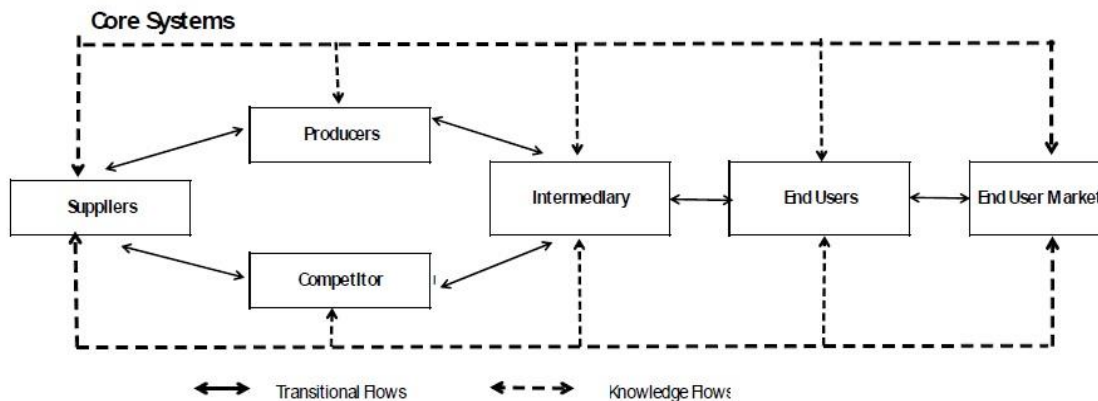 Core Systems
Producers
Suppliers
Intermediary
End Users
End User Market
Competitor
Transitional Flows
Knowledge Flows